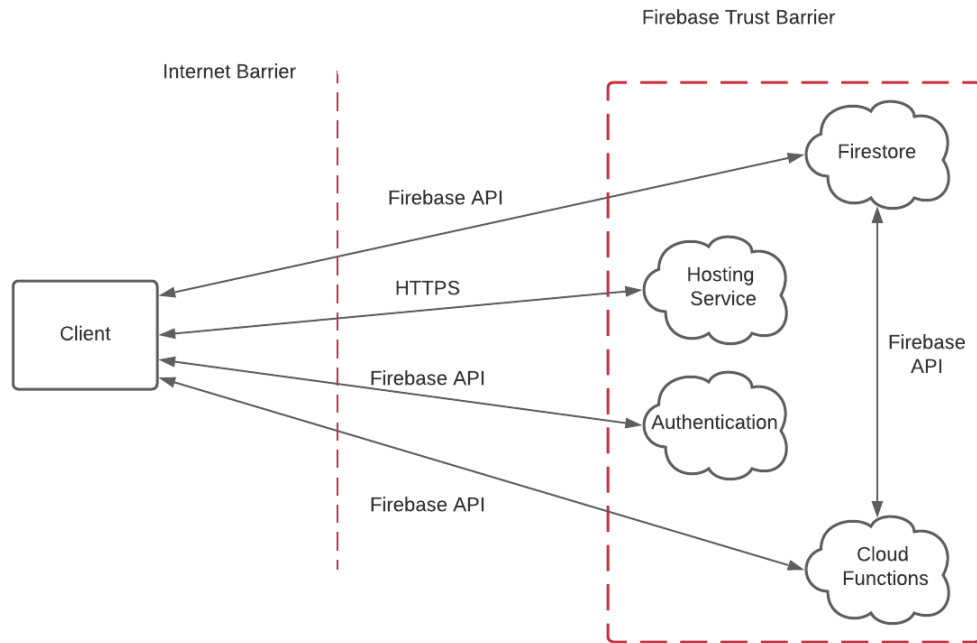 Firebase Trust Barrier
Internet Barrier
Firestore
Firebase API
Hosting
Service
HTTPS
Client
Firebase
API
Firebase API
Authentication
Firebase API
Cloud
Functions